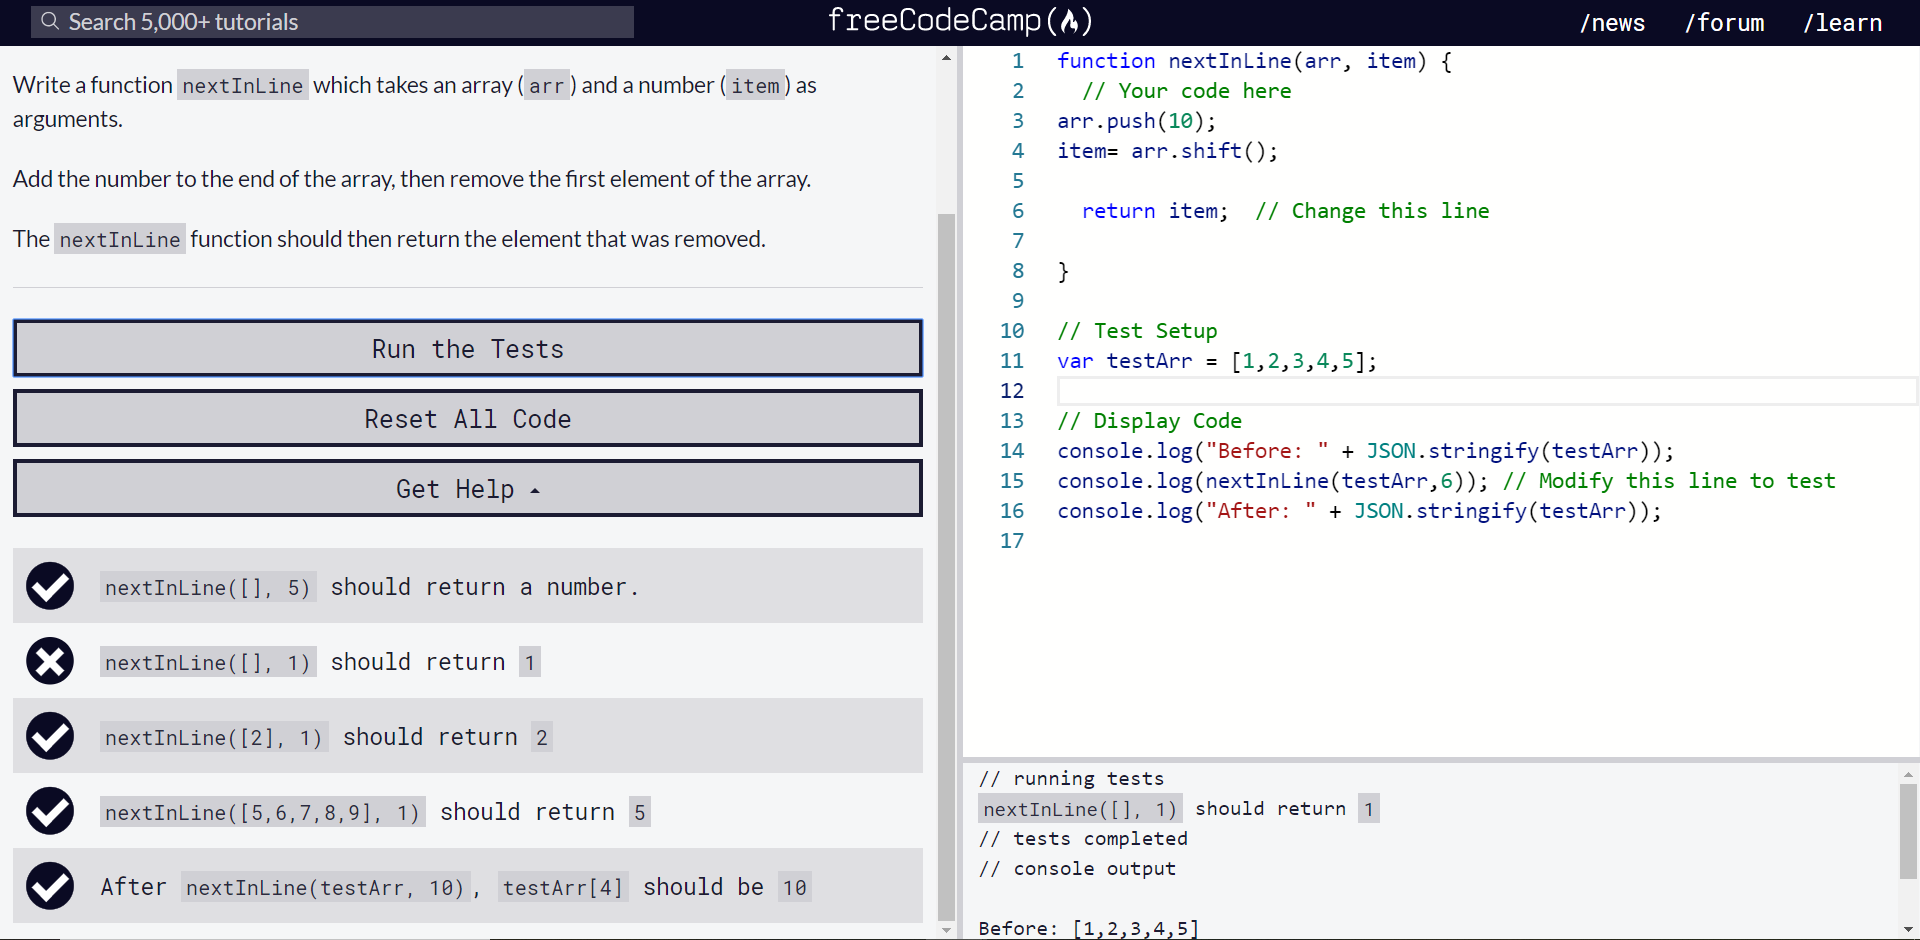 Search 5,000+ tutorials
freeCodeCamp(🔥)
/news /forum /learn
Write a function nextInLine which takes an array (arr) and a number (item) as
arguments.
Add the number to the end of the array, then remove the first element of the array.
The nextInLine function should then return the element that was removed.
Run the Tests
Reset All Code
Get Help
nextInLine([], 5) should return a number.
nextInLine([], 1) should return 1
nextInLine([2], 1) should return 2
nextInLine([5,6,7,8,9], 1) should return 5
After nextInLine(testArr, 10), testArr[4] should be 10
1 function nextInLine(arr, item) {
2 // Your code here
3 arr.push(10);
4 item= arr.shift();
5
6 return item; // Change this line
7
8 }
9
10 // Test Setup
11 var testArr = [1,2,3,4,5];
12
13 // Display Code
14 console.log("Before: " + JSON.stringify(testArr));
15 console.log(nextInLine(testArr,6)); // Modify this line to test
16 console.log("After: " + JSON.stringify(testArr));
17
// running tests
nextInLine([], 1) should return 1
// tests completed
// console output
Before: [1,2,3,4,5]